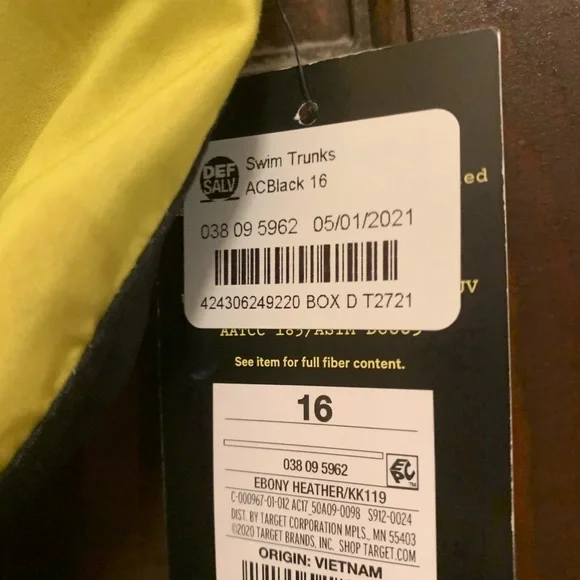 DEF
SALV
Swim Trunks
ACBlack 16
ed
038 09 5962 05/01/2021
424306249220 BOX D T2721
UV
See item for full fiber content.
16
038 09 5962
EPC™
EBONY HEATHER/KK119
C-000967-01-012 AC17_50A09-0098 S912-0024
DIST. BY TARGET CORPORATION MPLS., MN 55403
©2020 TARGET BRANDS, INC. SHOP TARGET.COM
ORIGIN: VIETNAM